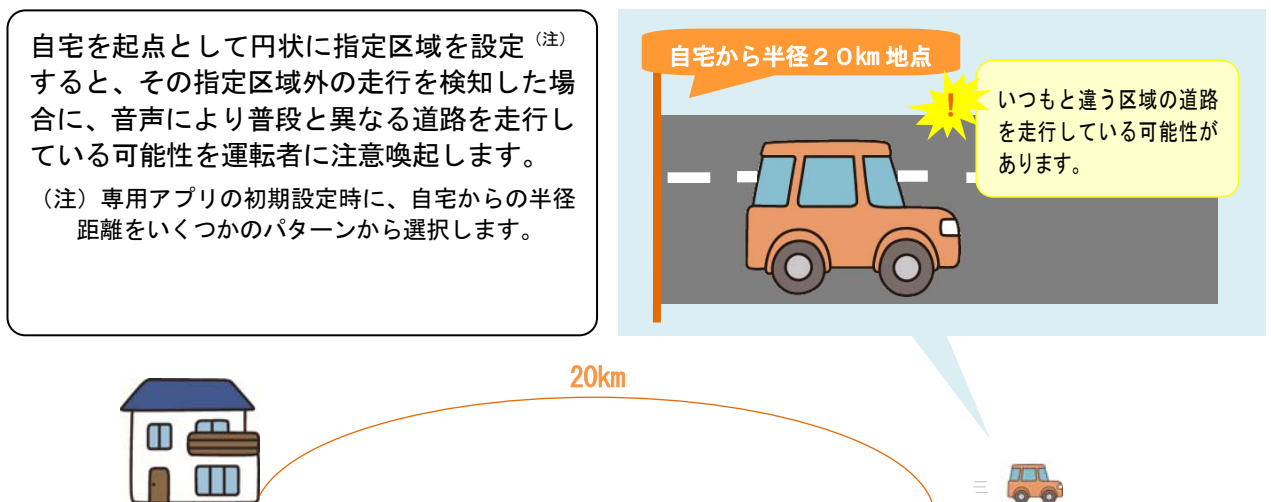 自宅を起点として円状に指定区域を設定（注）
すると、その指定区域外の走行を検知した場
合に、音声により普段と異なる道路を走行し
ている可能性を運転者に注意喚起します。
（注）専用アプリの初期設定時に、自宅からの半径
距離をいくつかのパターンから選択します。
自宅から半径２０㎞地点
!
いつもと違う区域の道路
を走行している可能性が
あります。
20km